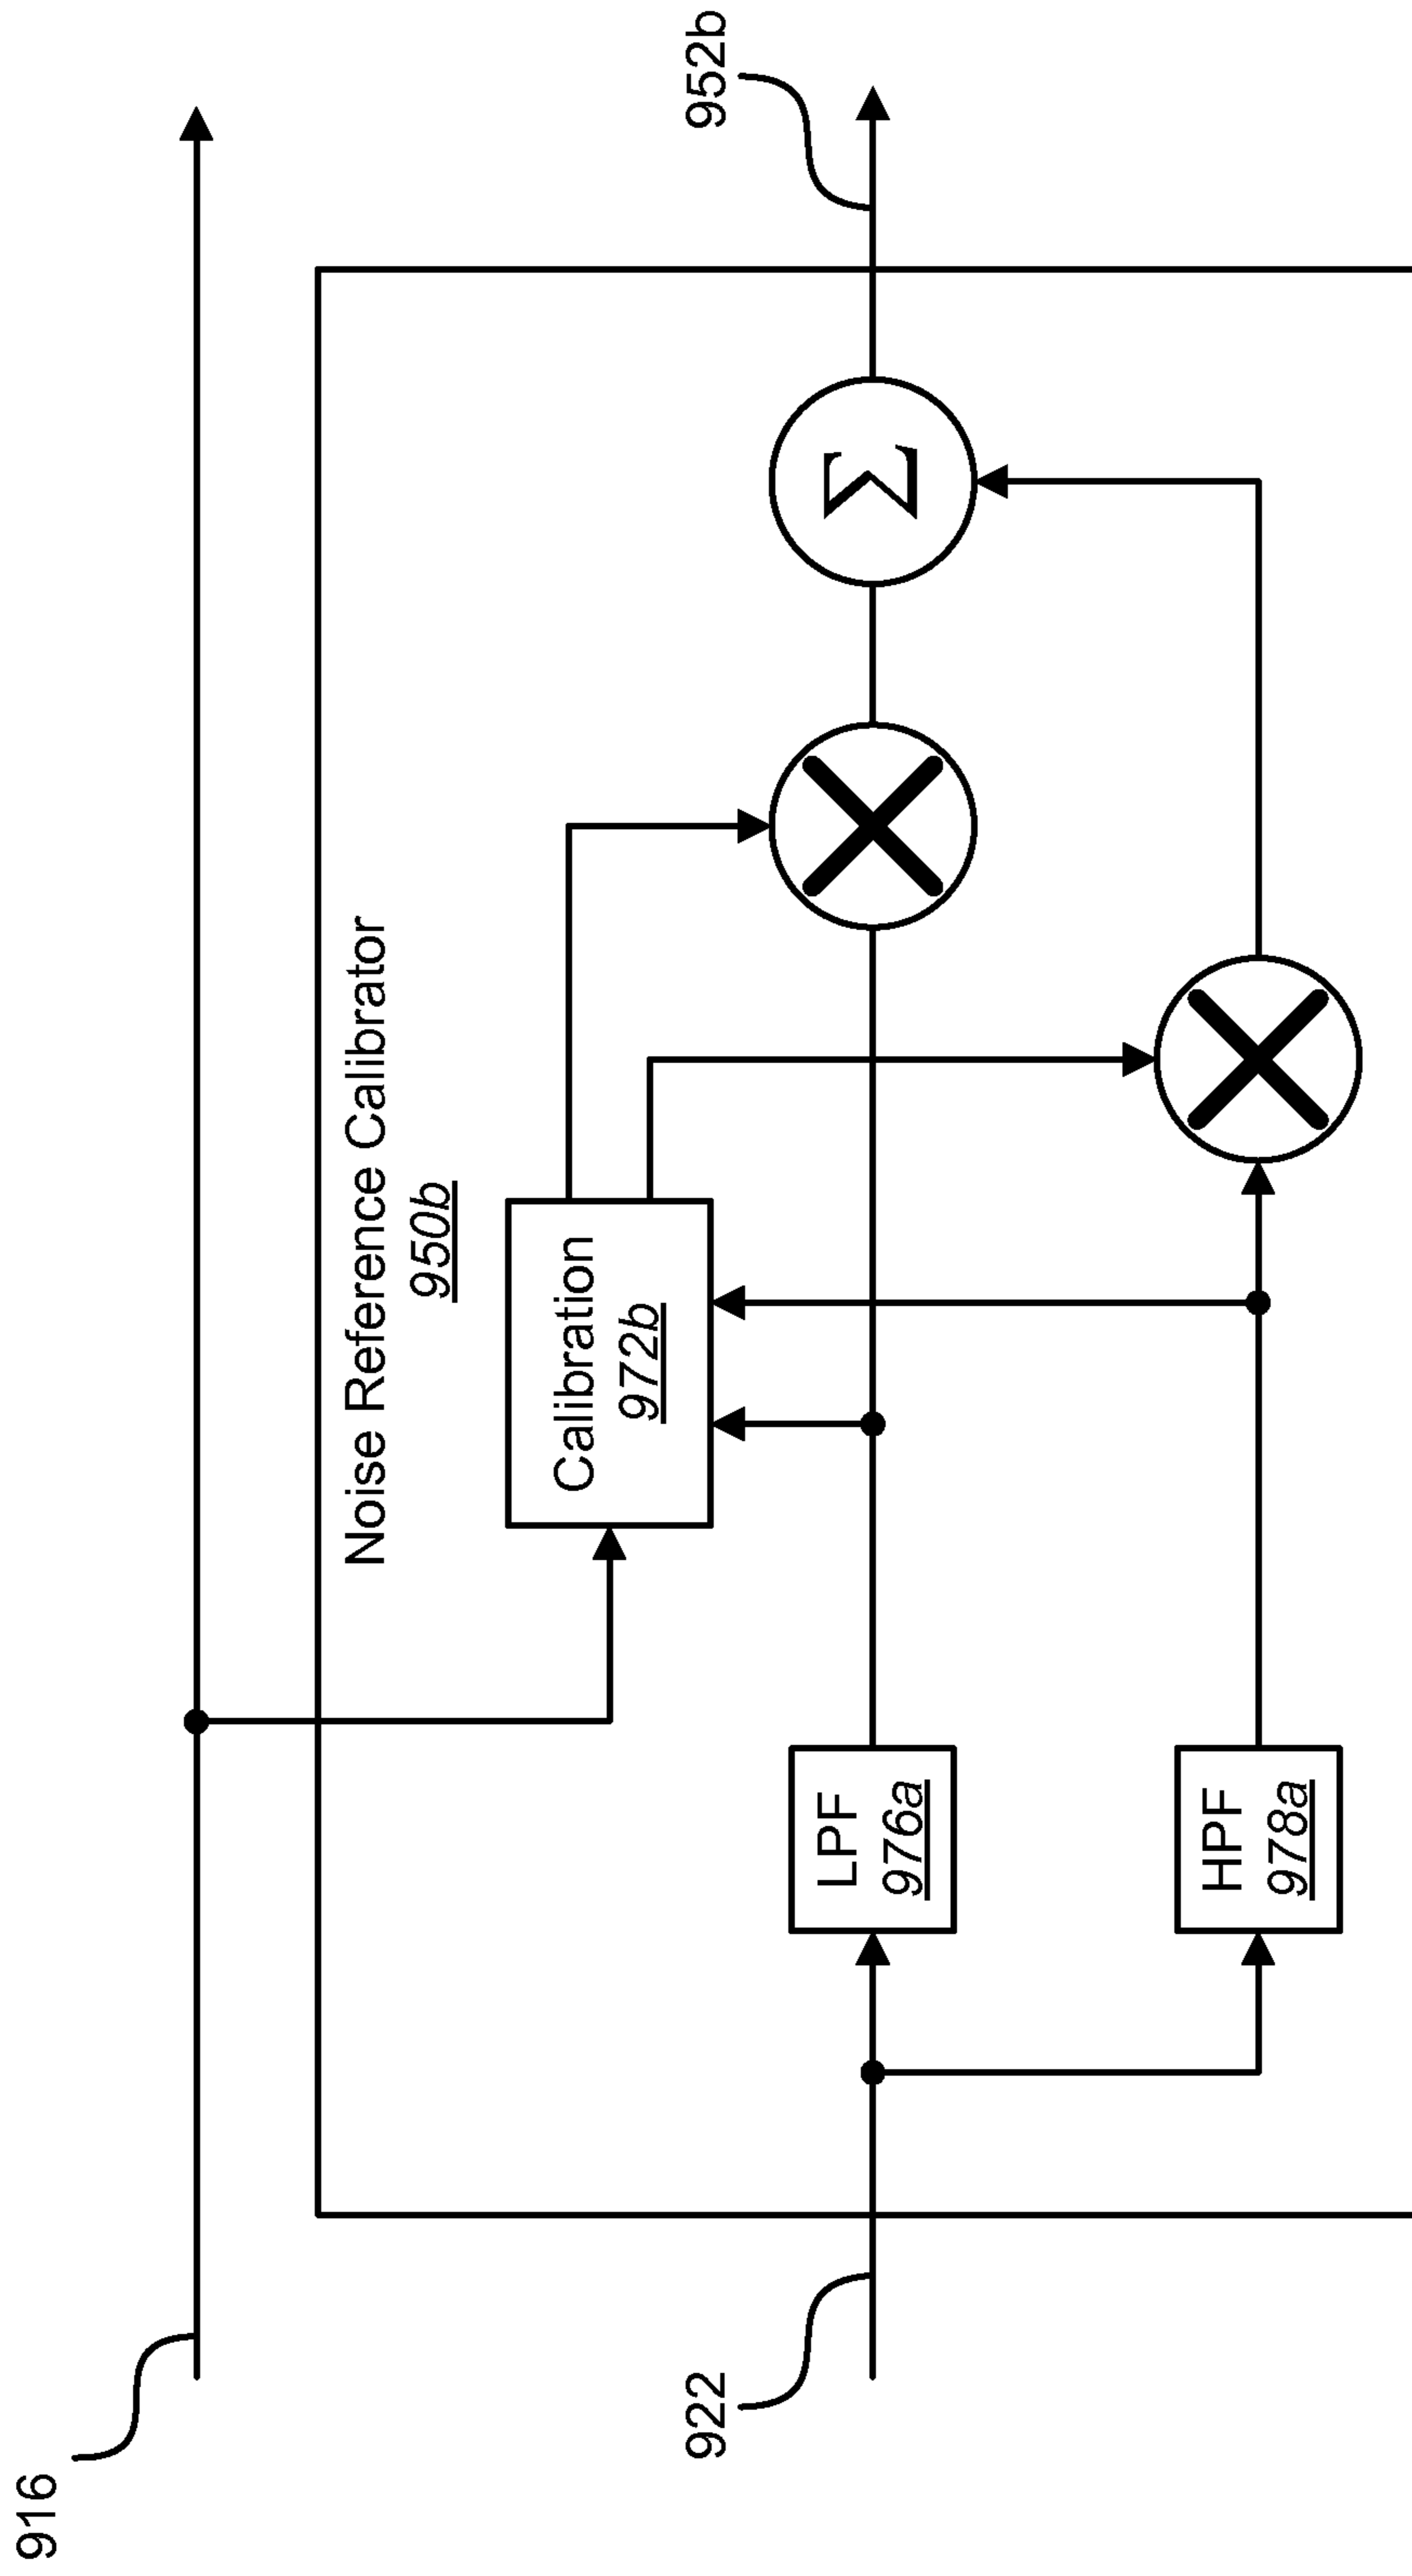 916
Noise Reference Calibrator
950b
Calibration
972b
922
952b
Σ
LPF
976a
HPF
978a